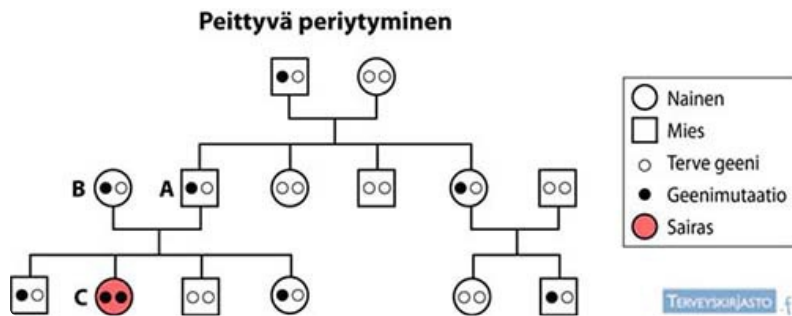 Peittyvä periytyminen
Nainen
Mies
Terve geeni
Geenimutaatio
Sairas
B
A
C
TERVEYSKIRJASTO .f